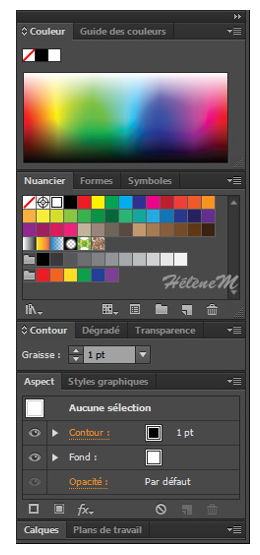 Couleur Guide des couleurs
Nuancier Formes Symboles
HéleneM
Contour Dégradé Transparence
Graisse : 1 pt
Aspect Styles graphiques
Aucune sélection
Contour : 1 pt
Fond :
Opacité : Par défaut
fx
Calques Plans de travail